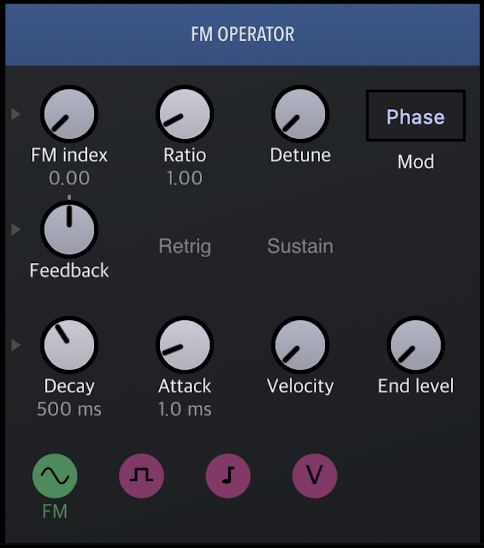 FM OPERATOR
FM index Ratio Detune Phase
0.00 1.00 Mod
Feedback Retrig Sustain
Decay Attack Velocity End level
500 ms 1.0 ms
V
FM